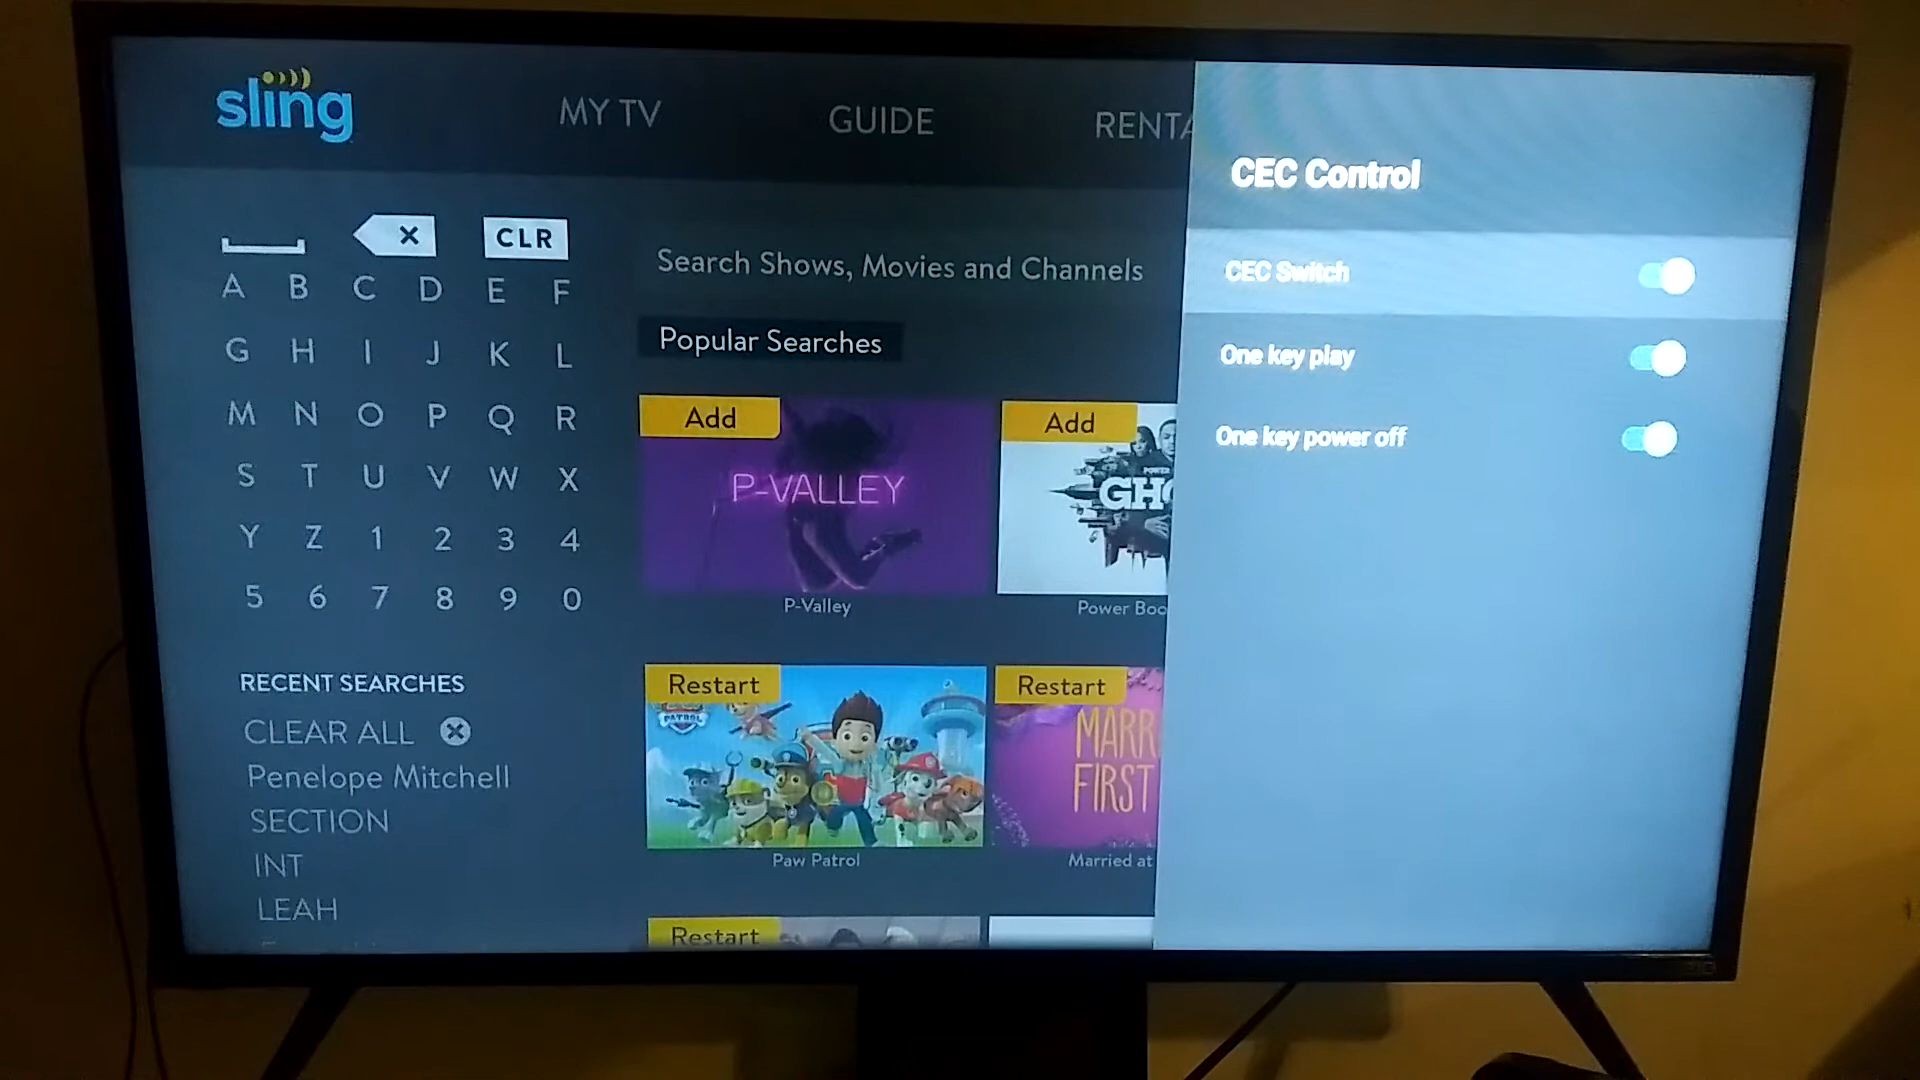 sling
MY TV
GUIDE
RENTA
CEC Control
CEC Switch
One key play
One key power off
CLR
A B C D E F
G H I J K L
M N O P Q R
S T U V W X
Y Z 1 2 3 4
5 6 7 8 9 0
Search Shows, Movies and Channels
Popular Searches
Add
P-VALLEY
P-Valley
Add
POWER
GHO
Power Boo
Restart
PATROL
Paw Patrol
Restart
MARR
FIRST
Married at
Restart
RECENT SEARCHES
CLEAR ALL
Penelope Mitchell
SECTION
INT
LEAH